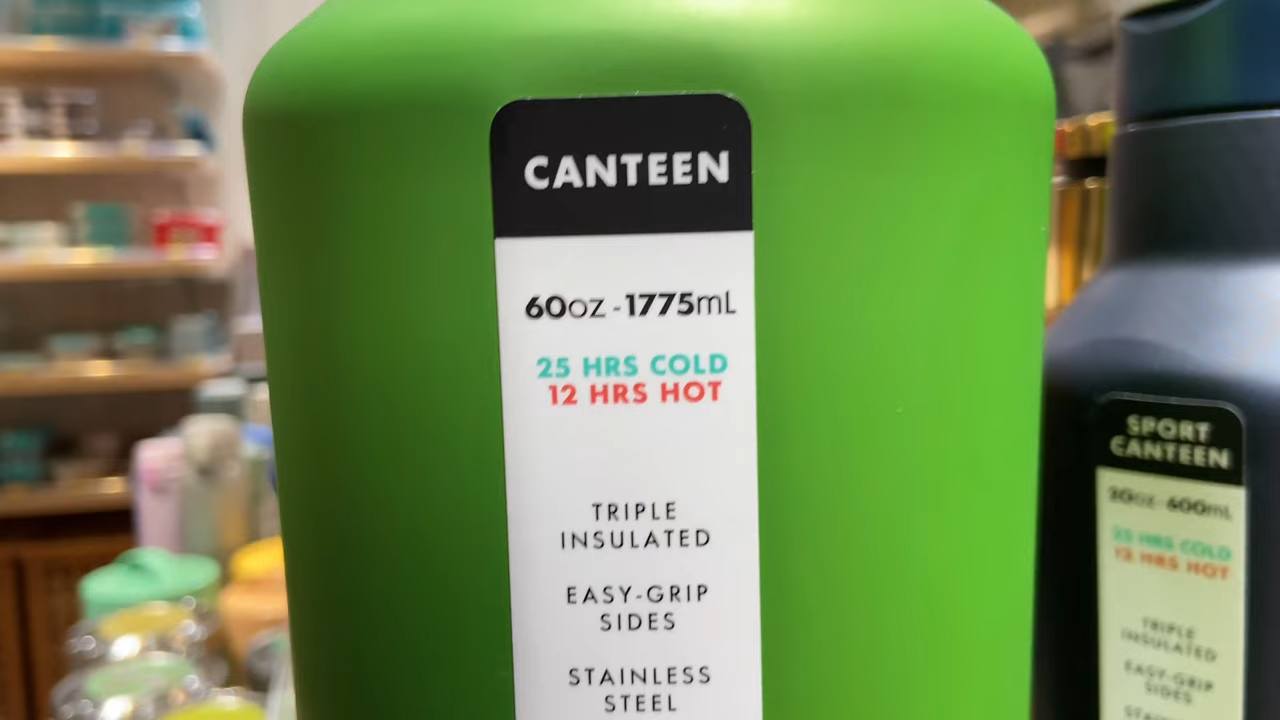 CANTEEN
60oz - 1775mL
25 HRS COLD
12 HRS HOT
TRIPLE
INSULATED
EASY-GRIP
SIDES
STAINLESS
STEEL
SPORT
CANTEEN
600mL
25 HRS COLD
12 HRS HOT
TRIPLE
INSULATED
EASY-GRIP
SIDES